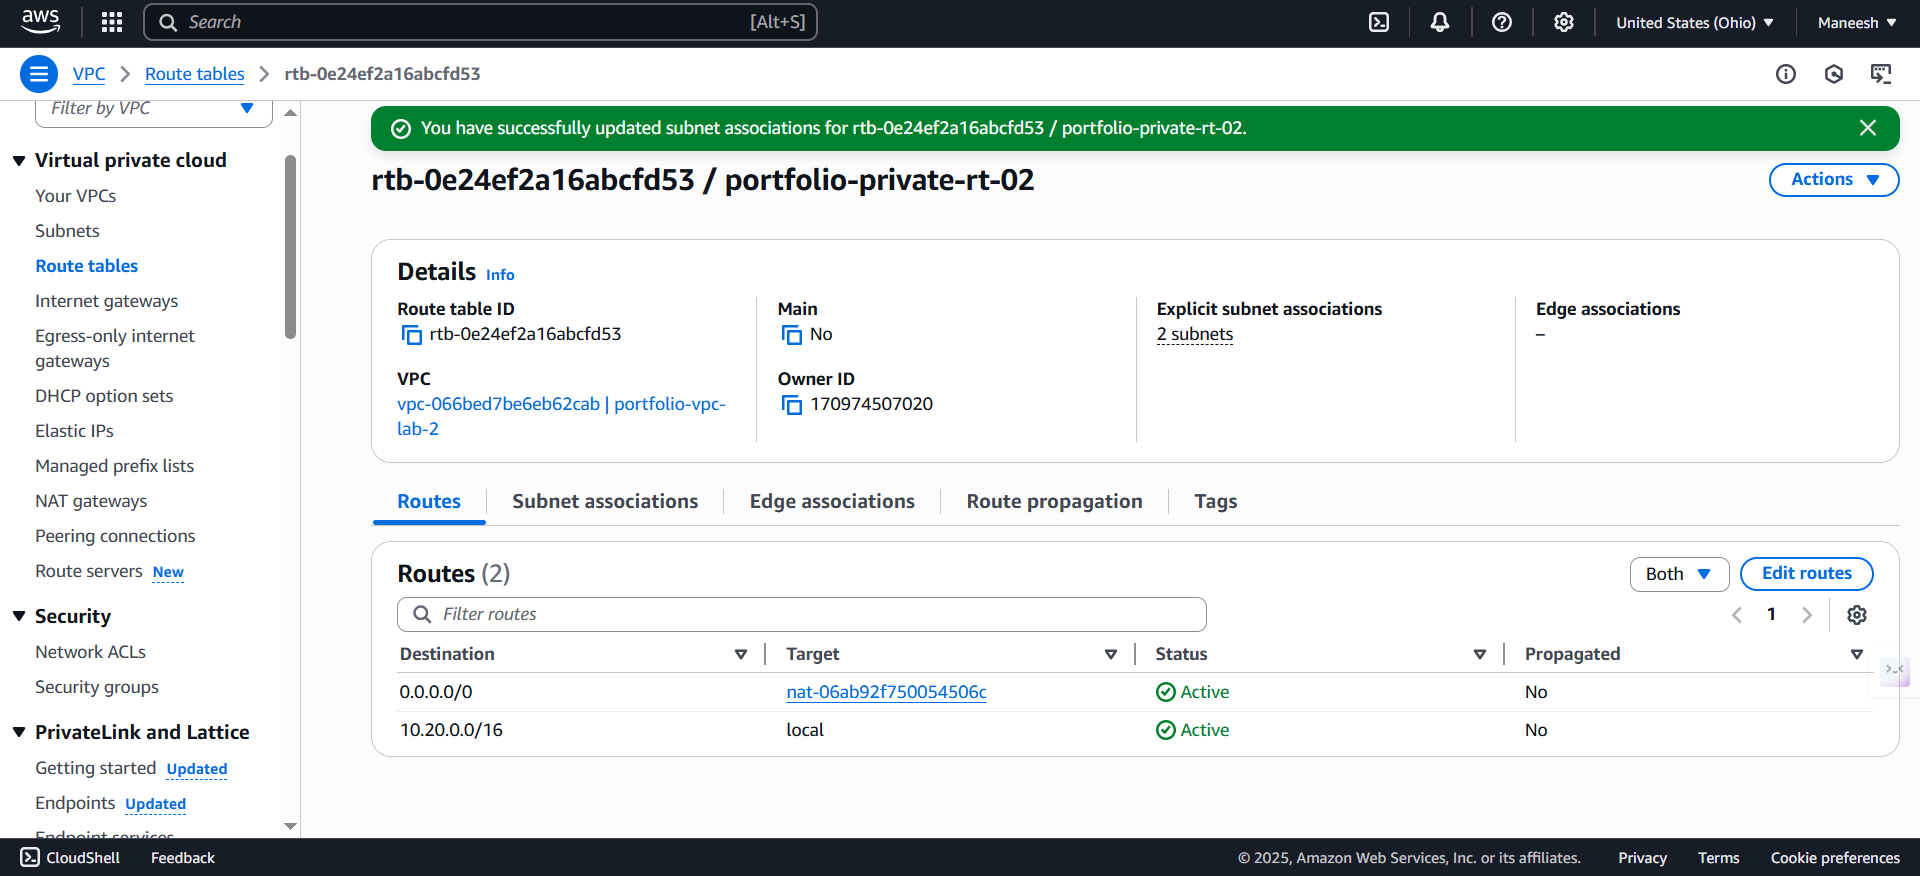 aws
Search [Alt+S]
United States (Ohio)
Maneesh
VPC
Route tables
rtb-0e24ef2a16abcfd53
Filter by VPC
Virtual private cloud
Your VPCs
Subnets
Route tables
Internet gateways
Egress-only internet
gateways
DHCP option sets
Elastic IPs
Managed prefix lists
NAT gateways
Peering connections
Route servers New
Security
Network ACLs
Security groups
PrivateLink and Lattice
Getting started Updated
Endpoints Updated
Endpoint services
You have successfully updated subnet associations for rtb-0e24ef2a16abcfd53 / portfolio-private-rt-02.
rtb-0e24ef2a16abcfd53 / portfolio-private-rt-02
Actions
Details Info
Route table ID
rtb-0e24ef2a16abcfd53
Main
No
Explicit subnet associations
2 subnets
Edge associations
–
VPC
vpc-066bed7be6eb62cab | portfolio-vpc-
lab-2
Owner ID
170974507020
Routes
Subnet associations
Edge associations
Route propagation
Tags
Routes (2)
Both
Edit routes
Filter routes
1
Destination Target Status Propagated
0.0.0.0/0 nat-06ab92f750054506c Active No
10.20.0.0/16 local Active No
CloudShell
Feedback
© 2025, Amazon Web Services, Inc. or its affiliates.
Privacy
Terms
Cookie preferences